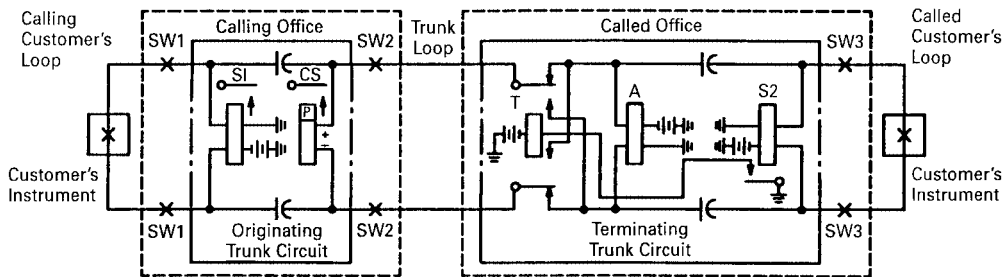 Calling
Customer's
Loop
Calling Office
SW1
SW2
Trunk
Loop
Called Office
SW3
Called
Customer's
Loop
SI
CS
P
+
−
T
A
S2
Customer's
Instrument
Customer's
Instrument
SW1
Originating
Trunk Circuit
SW2
Terminating
Trunk Circuit
SW3